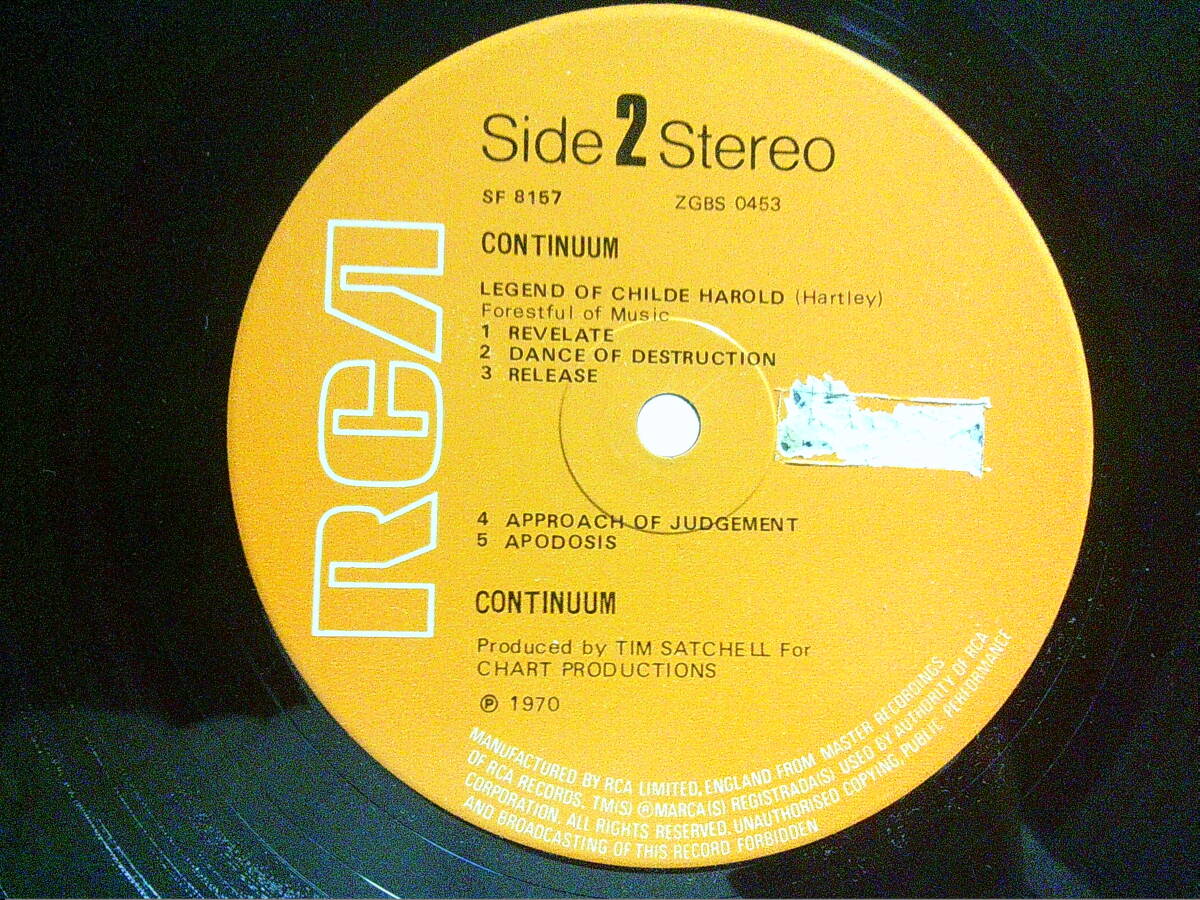 Side 2 Stereo
SF 8157 ZGBS 0453
CONTINUUM
LEGEND OF CHILDE HAROLD (Hartley)
Forestful of Music
1 REVELATE
2 DANCE OF DESTRUCTION
3 RELEASE
4 APPROACH OF JUDGEMENT
5 APODOSIS
CONTINUUM
Produced by TIM SATCHELL For
CHART PRODUCTIONS
℗ 1970
RCA
MANUFACTURED BY RCA LIMITED, ENGLAND FROM MASTER RECORDINGS
OF RCA RECORDS. TM(S) ® MARCA(S) REGISTRADA(S) USED BY AUTHORITY OF RCA
CORPORATION. ALL RIGHTS RESERVED. UNAUTHORISED COPYING, PUBLIC PERFORMANCE
AND BROADCASTING OF THIS RECORD FORBIDDEN